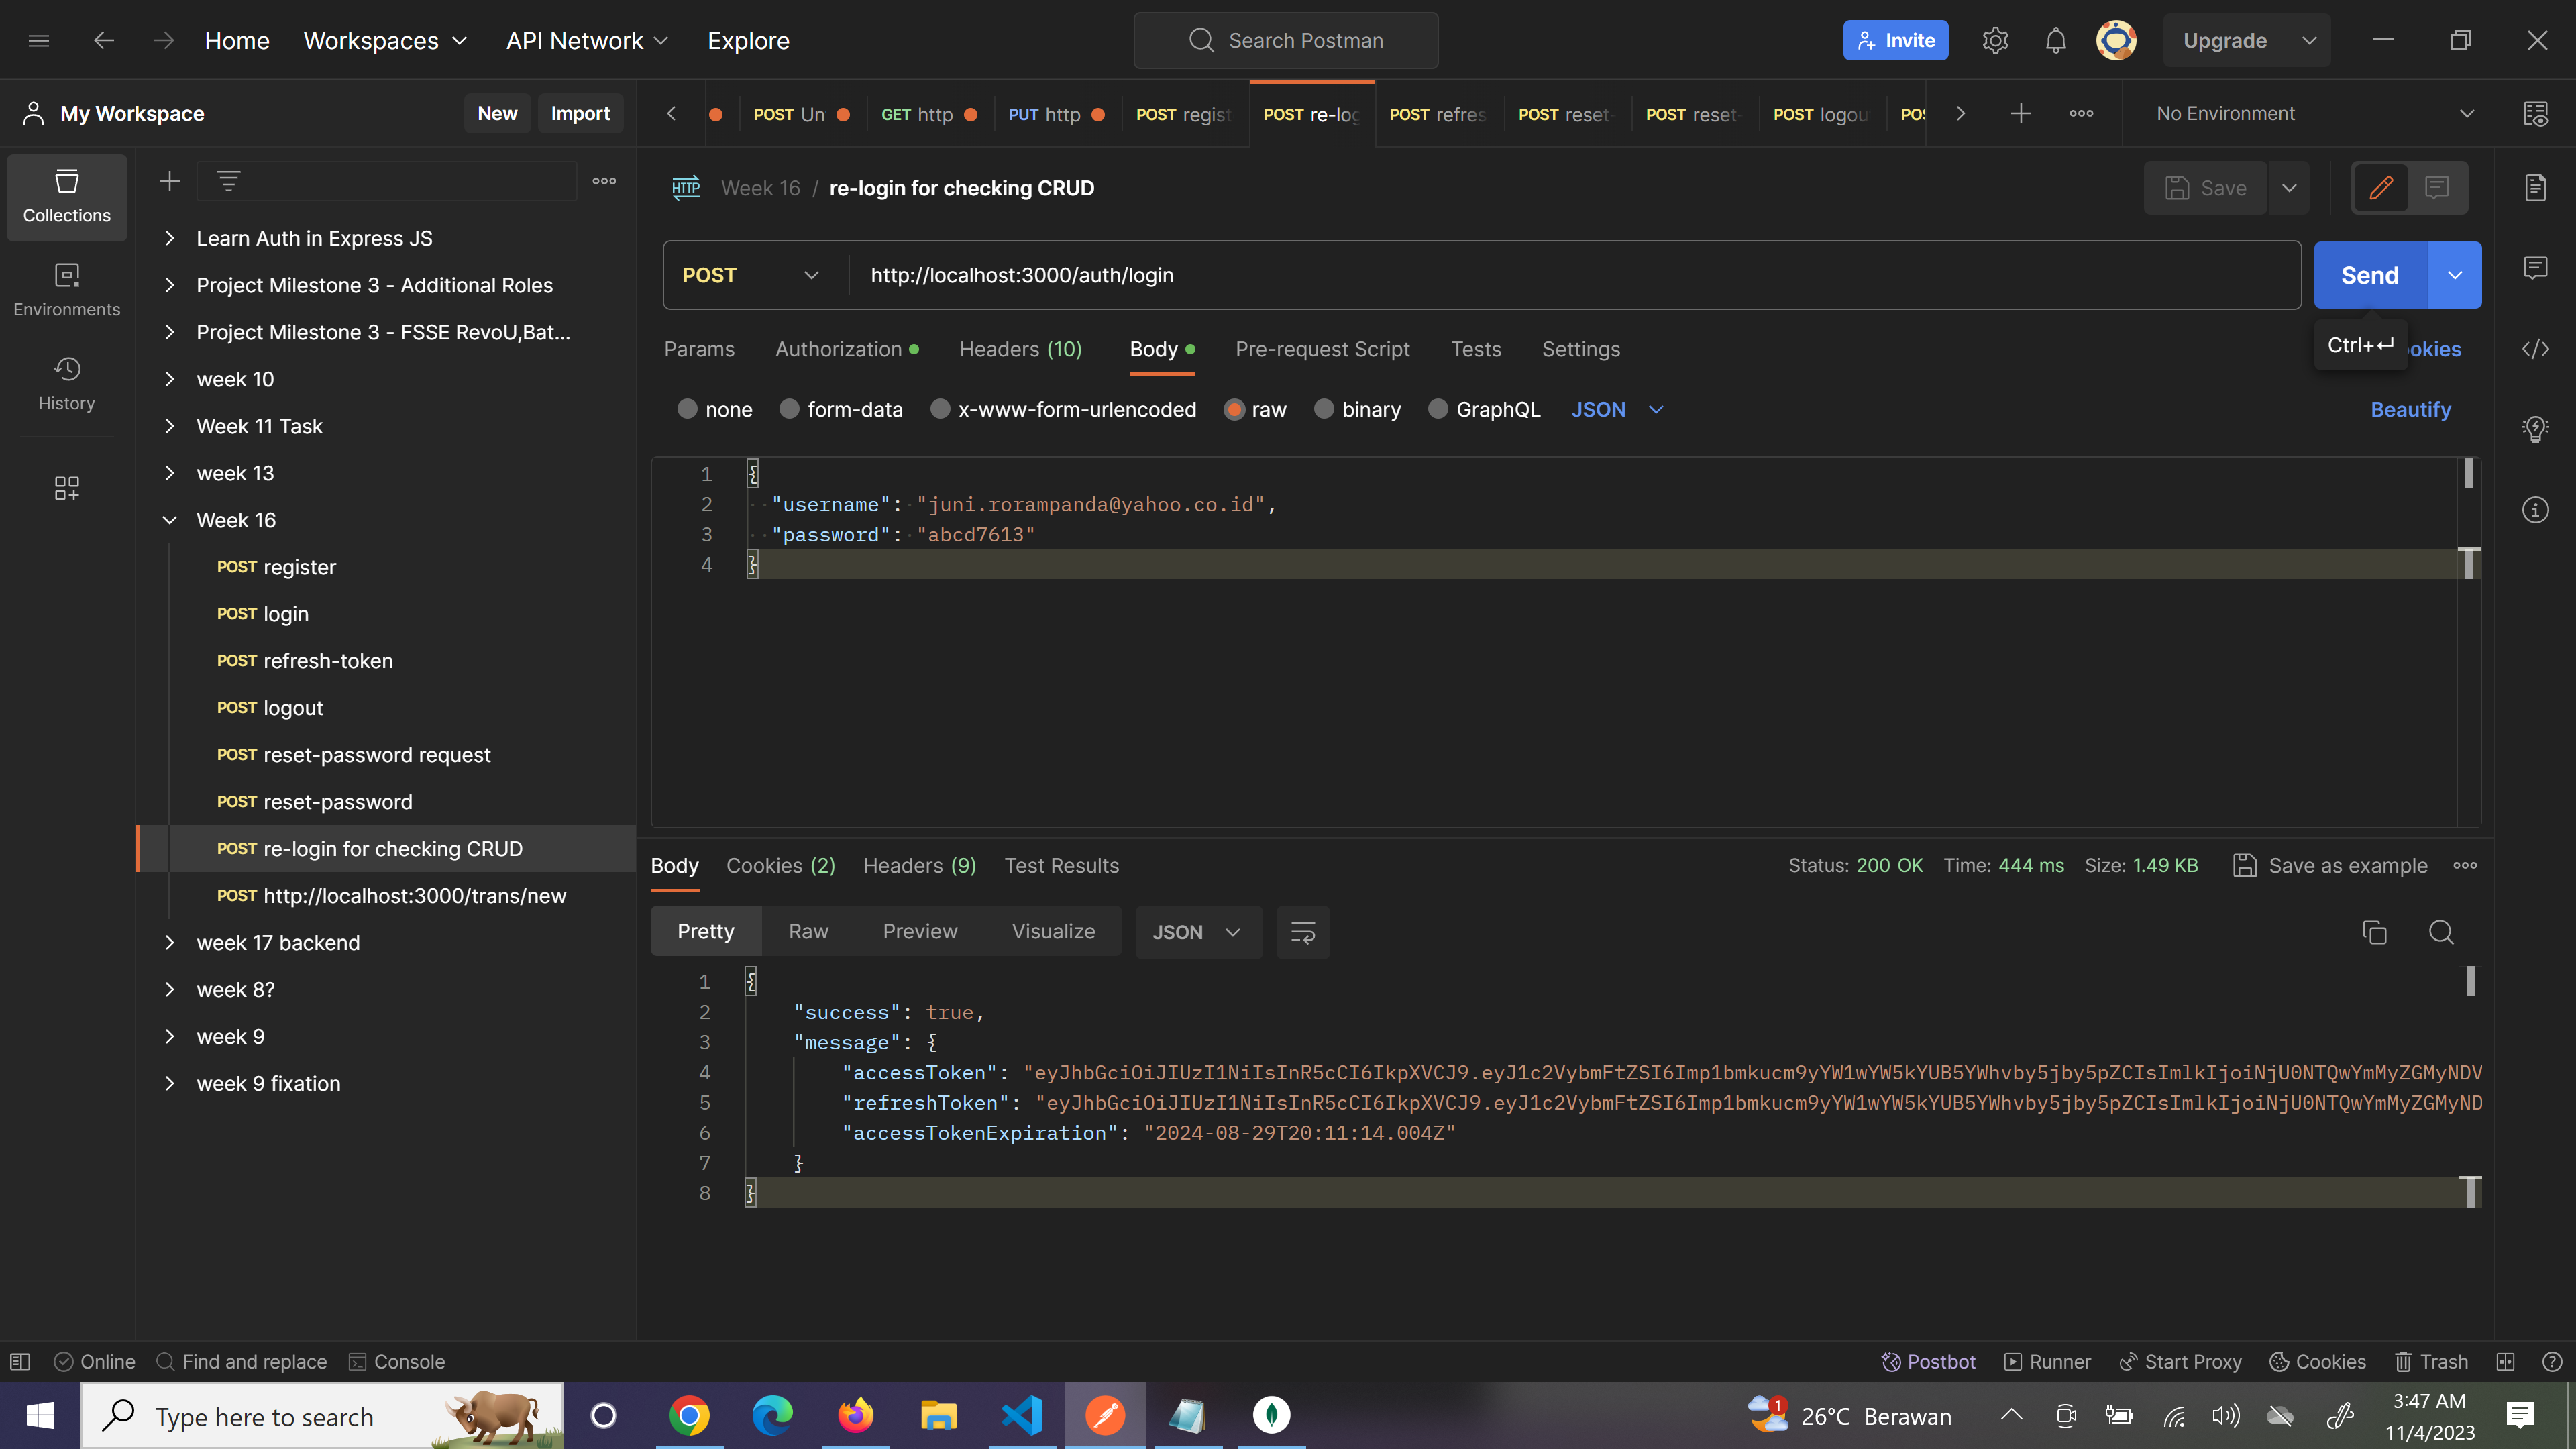 Home Workspaces API Network Explore Search Postman Invite Upgrade
My Workspace New Import POST Un GET http PUT http POST regist POST re-log POST refres POST reset- POST reset- POST logou POS No Environment
Collections
Environments
History
Learn Auth in Express JS
Project Milestone 3 - Additional Roles
Project Milestone 3 - FSSE RevoU,Bat...
week 10
Week 11 Task
week 13
Week 16
POST register
POST login
POST refresh-token
POST logout
POST reset-password request
POST reset-password
POST re-login for checking CRUD
POST http://localhost:3000/trans/new
week 17 backend
week 8?
week 9
week 9 fixation
HTTP Week 16 / re-login for checking CRUD Save
POST http://localhost:3000/auth/login Send
Params Authorization Headers (10) Body Pre-request Script Tests Settings Ctrl+↵ okies
none form-data x-www-form-urlencoded raw binary GraphQL JSON Beautify
1 {
2 "username": "juni.rorampanda@yahoo.co.id",
3 "password": "abcd7613"
4 }
Body Cookies (2) Headers (9) Test Results Status: 200 OK Time: 444 ms Size: 1.49 KB Save as example
Pretty Raw Preview Visualize JSON
1 {
2 "success": true,
3 "message": {
4 "accessToken": "eyJhbGciOiJIUzI1NiIsInR5cCI6IkpXVCJ9.eyJ1c2VybmFtZSI6Imp1bmkucm9yYW1wYW5kYUB5YWhvby5jby5pZCIsImlkIjoiNjU0NTQwYmMyZGMyNDV
5 "refreshToken": "eyJhbGciOiJIUzI1NiIsInR5cCI6IkpXVCJ9.eyJ1c2VybmFtZSI6Imp1bmkucm9yYW1wYW5kYUB5YWhvby5jby5pZCIsImlkIjoiNjU0NTQwYmMyZGMyND
6 "accessTokenExpiration": "2024-08-29T20:11:14.004Z"
7 }
8 }
Online Find and replace Console Postbot Runner Start Proxy Cookies Trash
Type here to search 1 26°C Berawan 3:47 AM
11/4/2023